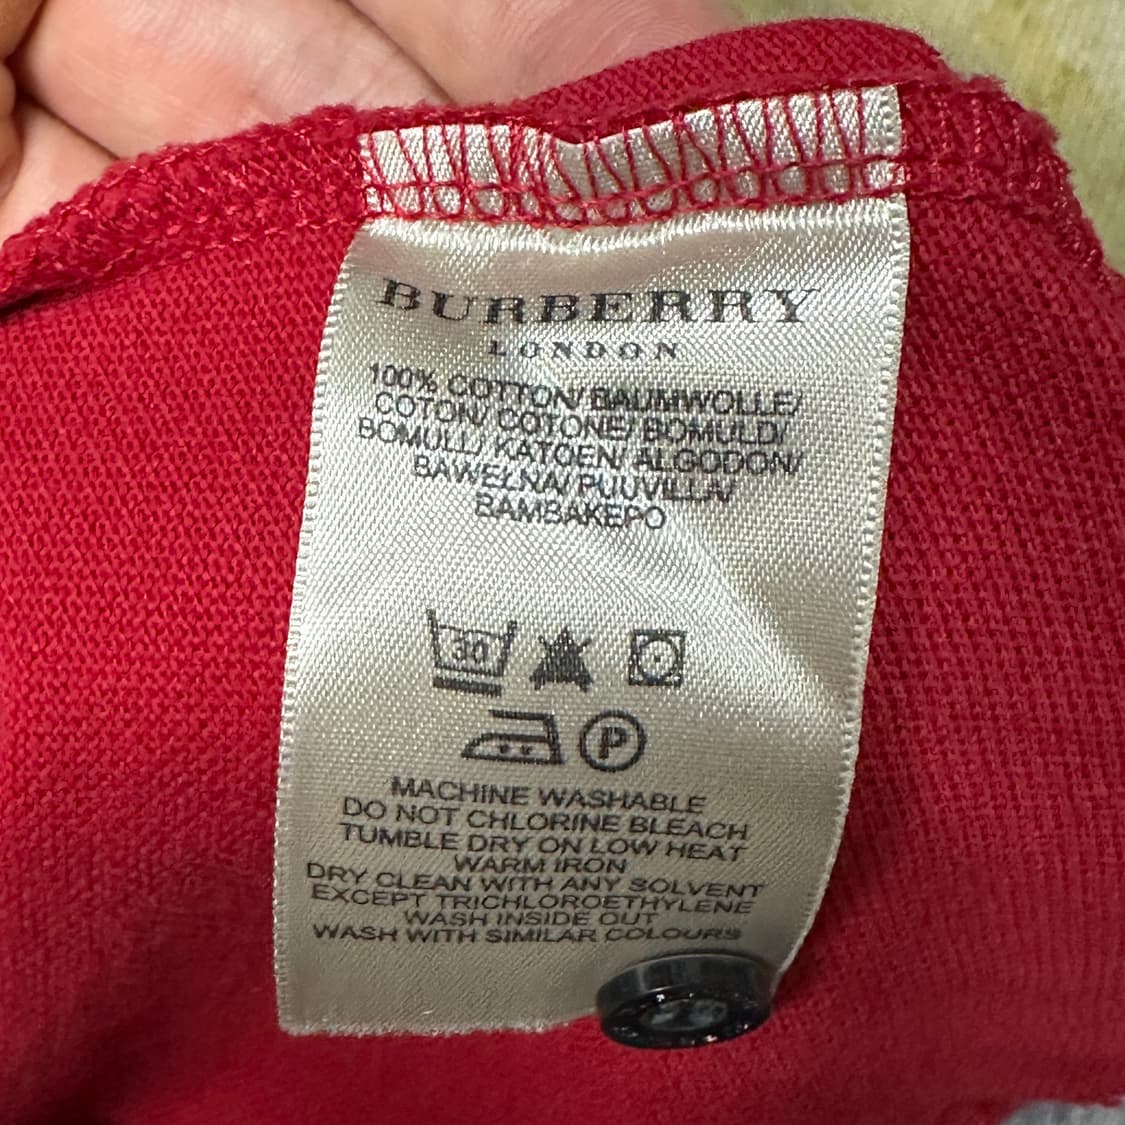 BURBERRY
LONDON
100% COTTON/ BAUMWOLLE/
COTON/ COTONE/ BOMULD/
BOMULL/ KATOEN/ ALGODON/
BAWEŁNA/ PUUVILLA/
BAMBAKEPO
30
P
MACHINE WASHABLE
DO NOT CHLORINE BLEACH
TUMBLE DRY ON LOW HEAT
WARM IRON
DRY CLEAN WITH ANY SOLVENT
EXCEPT TRICHLOROETHYLENE
WASH INSIDE OUT
WASH WITH SIMILAR COLOURS